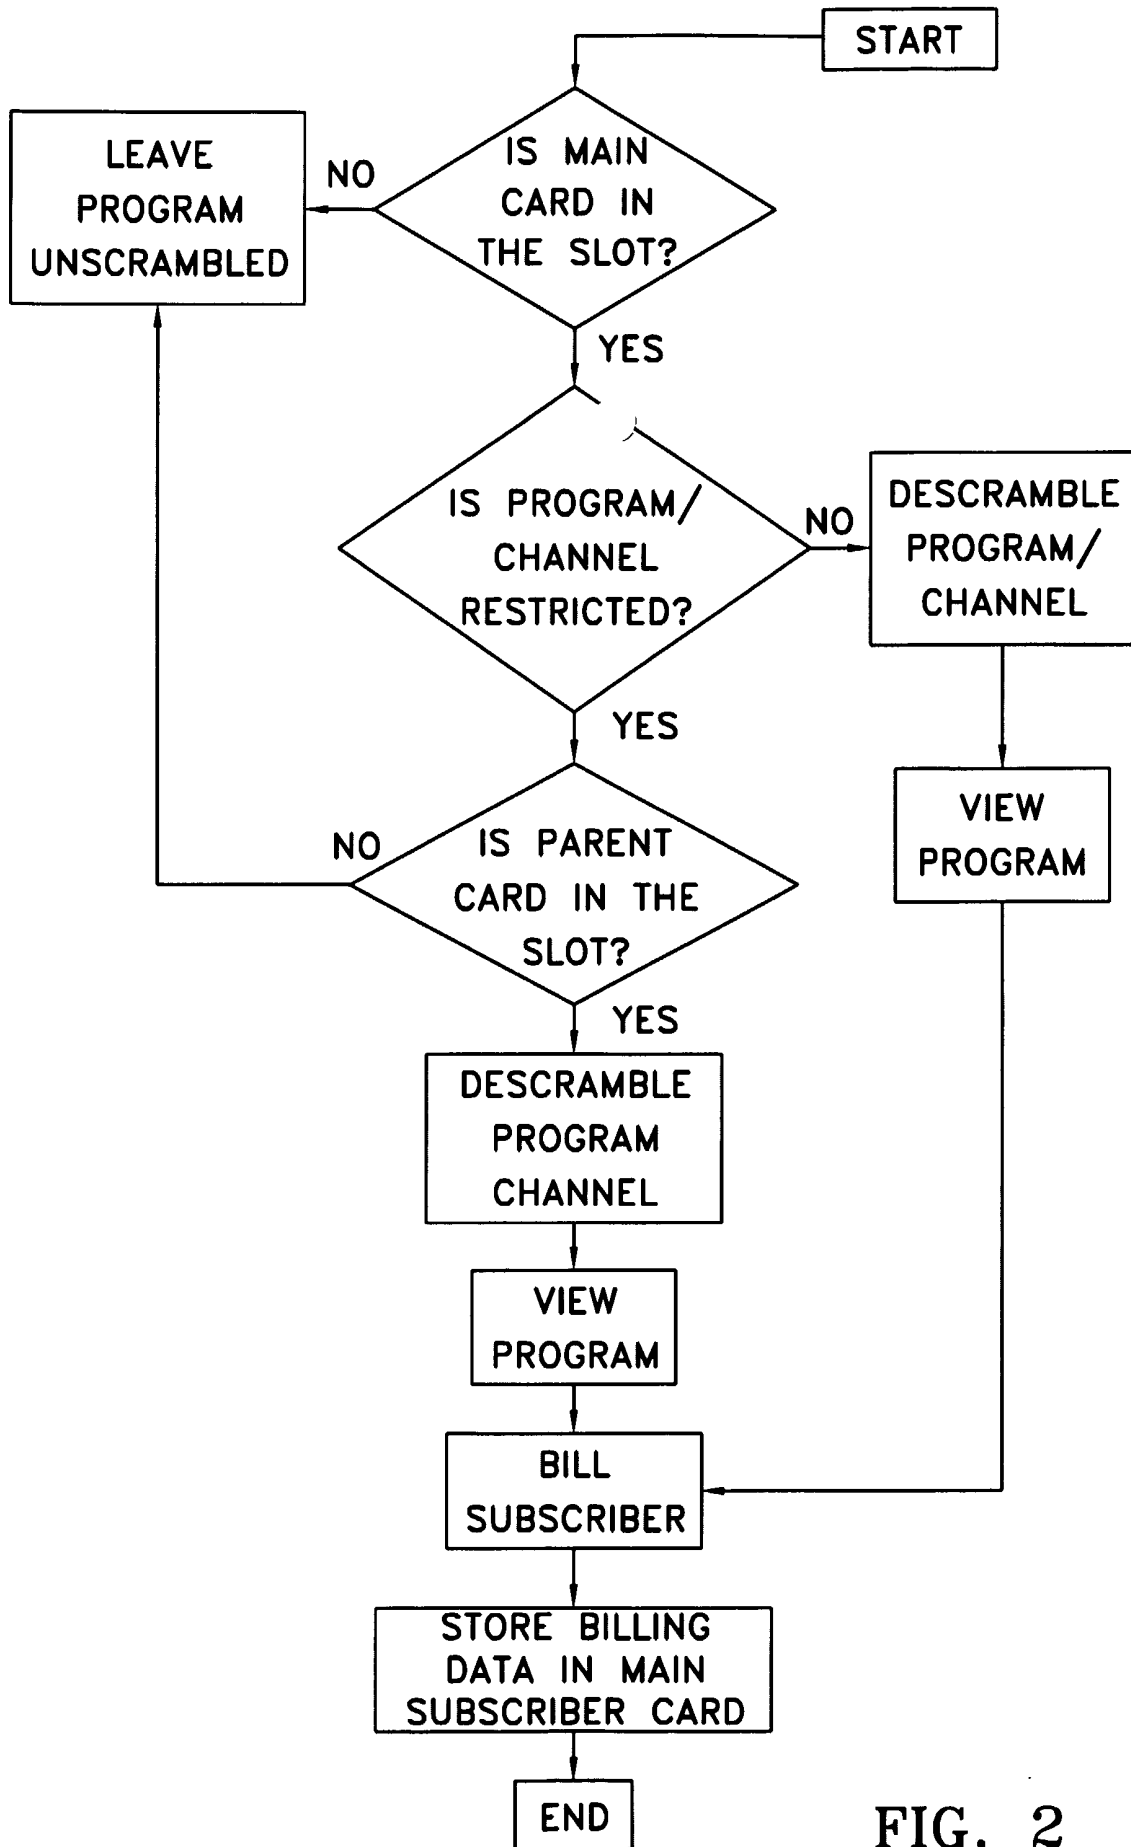 START
IS MAIN
CARD IN
THE SLOT?
NO
LEAVE
PROGRAM
UNSCRAMBLED
YES
IS PROGRAM/
CHANNEL
RESTRICTED?
NO
DESCRAMBLE
PROGRAM/
CHANNEL
VIEW
PROGRAM
YES
IS PARENT
CARD IN THE
SLOT?
NO
YES
DESCRAMBLE
PROGRAM
CHANNEL
VIEW
PROGRAM
BILL
SUBSCRIBER
STORE BILLING
DATA IN MAIN
SUBSCRIBER CARD
END
FIG. 2